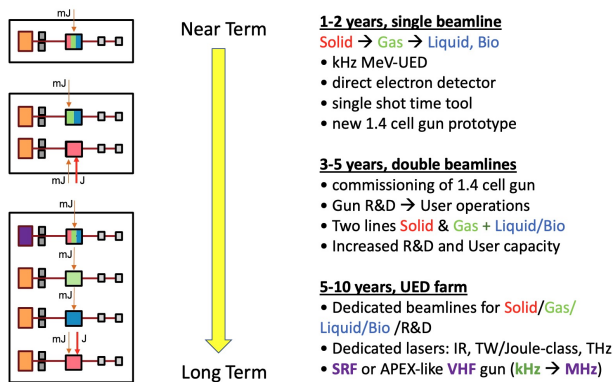 mJ
Near Term
1-2 years, single beamline
Solid → Gas → Liquid, Bio
• kHz MeV-UED
• direct electron detector
• single shot time tool
• new 1.4 cell gun prototype
mJ
mJ J
3-5 years, double beamlines
• commissioning of 1.4 cell gun
• Gun R&D → User operations
• Two lines Solid & Gas + Liquid/Bio
• Increased R&D and User capacity
mJ
mJ
mJ
mJ J
5-10 years, UED farm
• Dedicated beamlines for Solid/Gas/
Liquid/Bio /R&D
• Dedicated lasers: IR, TW/Joule-class, THz
• SRF or APEX-like VHF gun (kHz → MHz)
Long Term